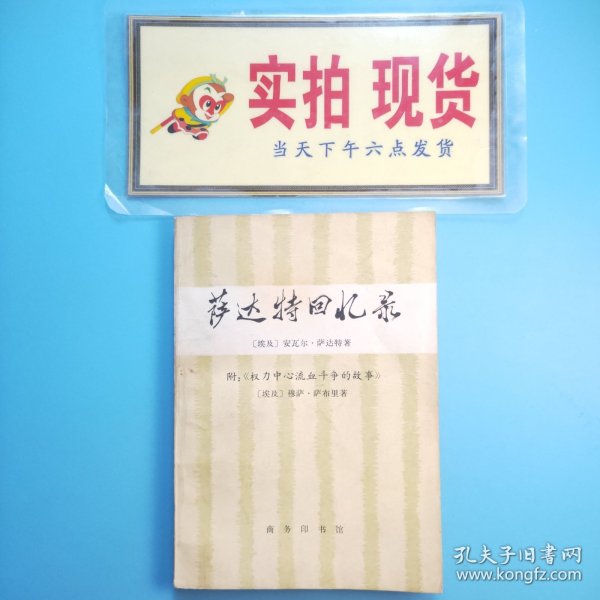 实拍 现货
当天下午六点发货
萨达特回忆录
〔埃及〕安瓦尔·萨达特著
附：《权力中心流血斗争的故事》
〔埃及〕穆萨·萨布里著
商务印书馆
孔夫子旧书网
www.kongfz.com